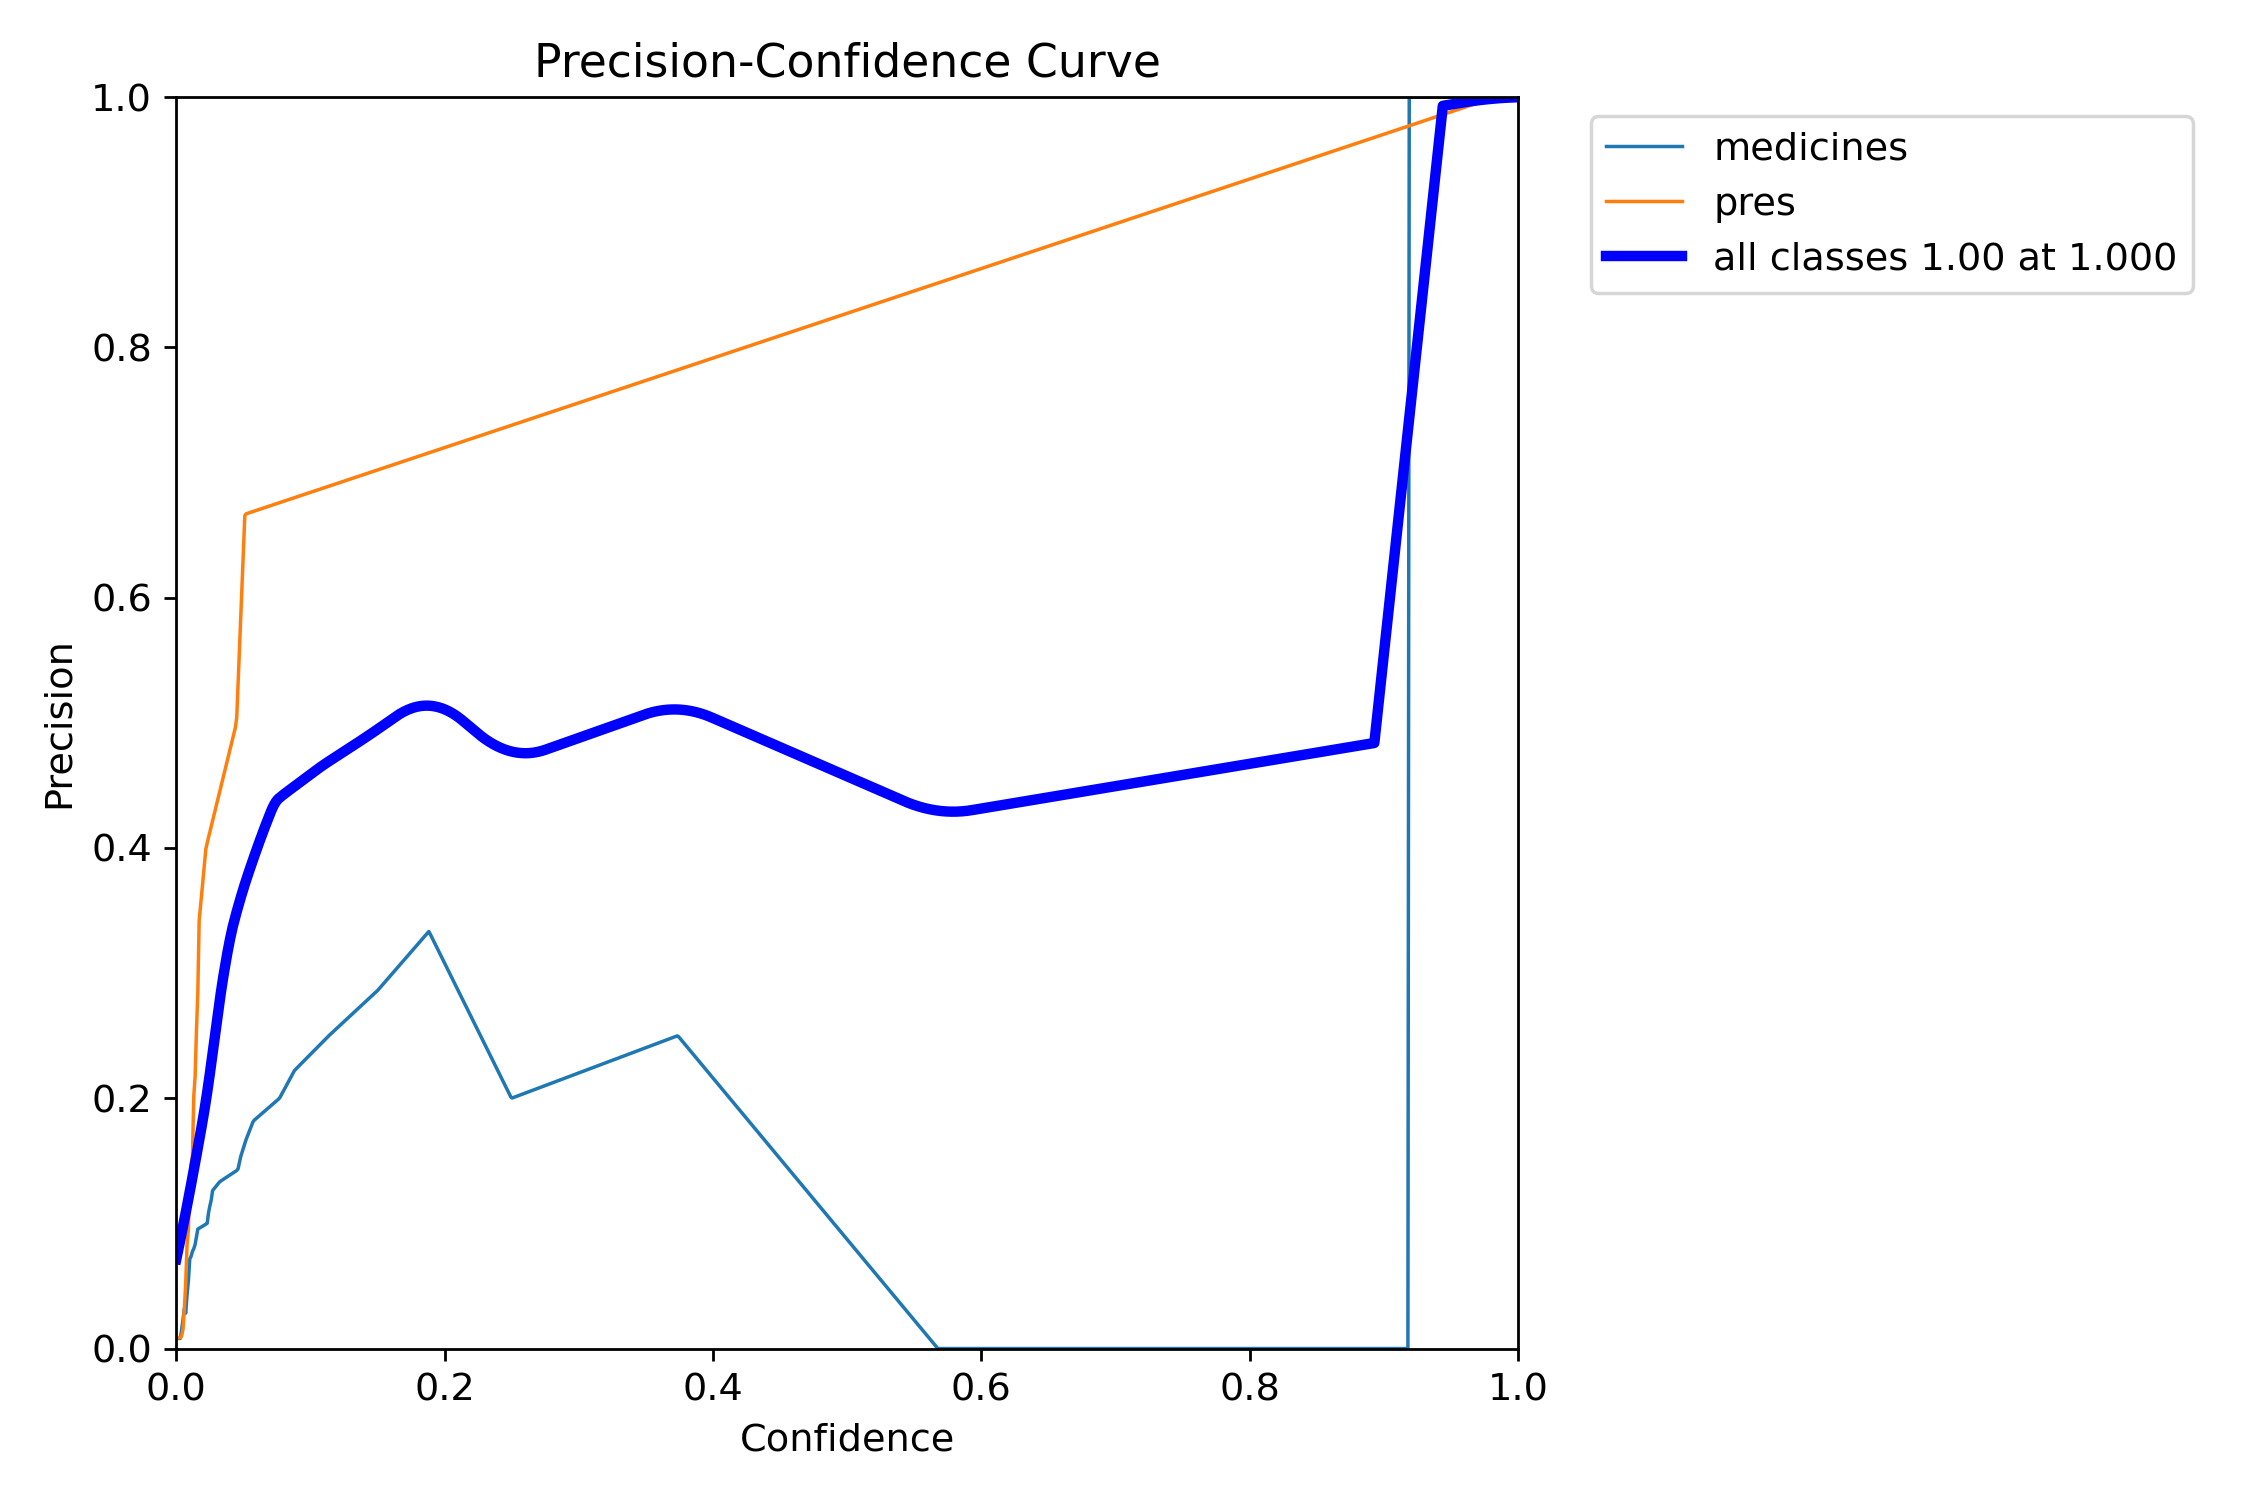 Precision-Confidence Curve
1.0
0.8
0.6
0.4
0.2
0.0
Precision
0.0 0.2 0.4 0.6 0.8 1.0
Confidence
medicines
pres
all classes 1.00 at 1.000